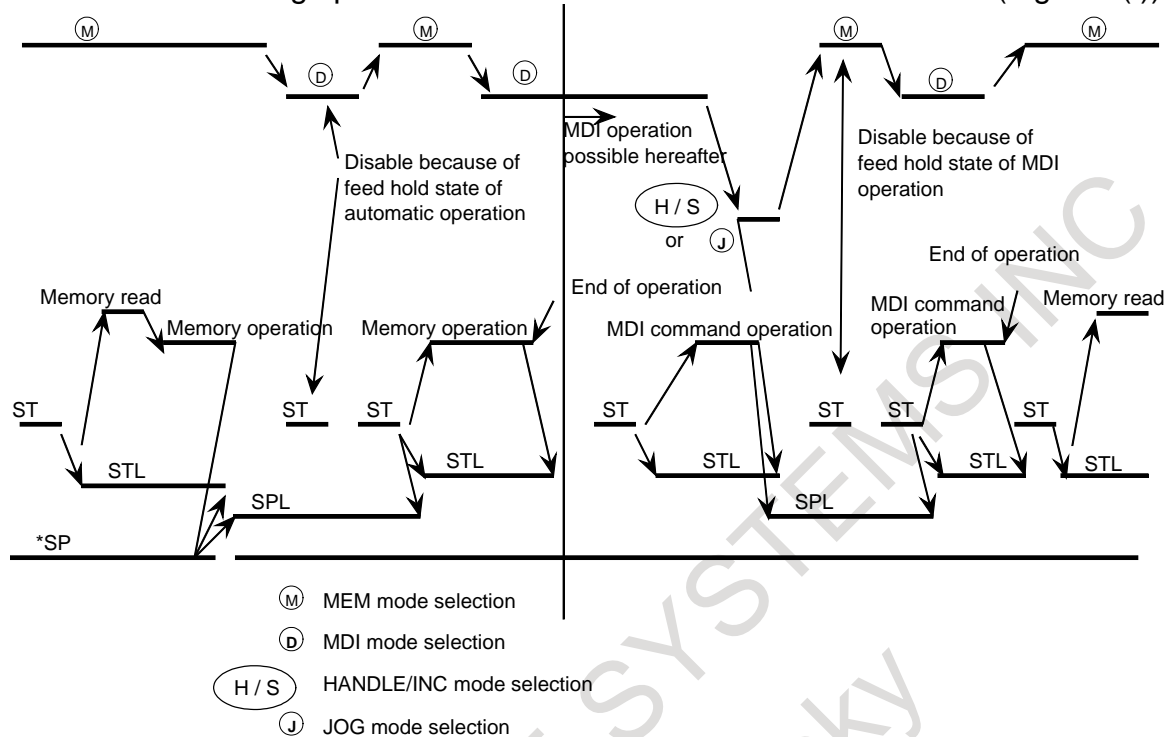 M
M
M
M
D
D
D
MDI operation
possible hereafter
Disable because of
feed hold state of
automatic operation
Disable because of
feed hold state of MDI
operation
H / S
or J
End of operation
End of operation
Memory read
Memory operation
Memory operation
MDI command operation
MDI command
operation
Memory read
ST
ST
ST
ST
ST
ST
ST
STL
STL
STL
STL
STL
SPL
SPL
*SP
M MEM mode selection
D MDI mode selection
H / S HANDLE/INC mode selection
J JOG mode selection
SYSTEMS INC